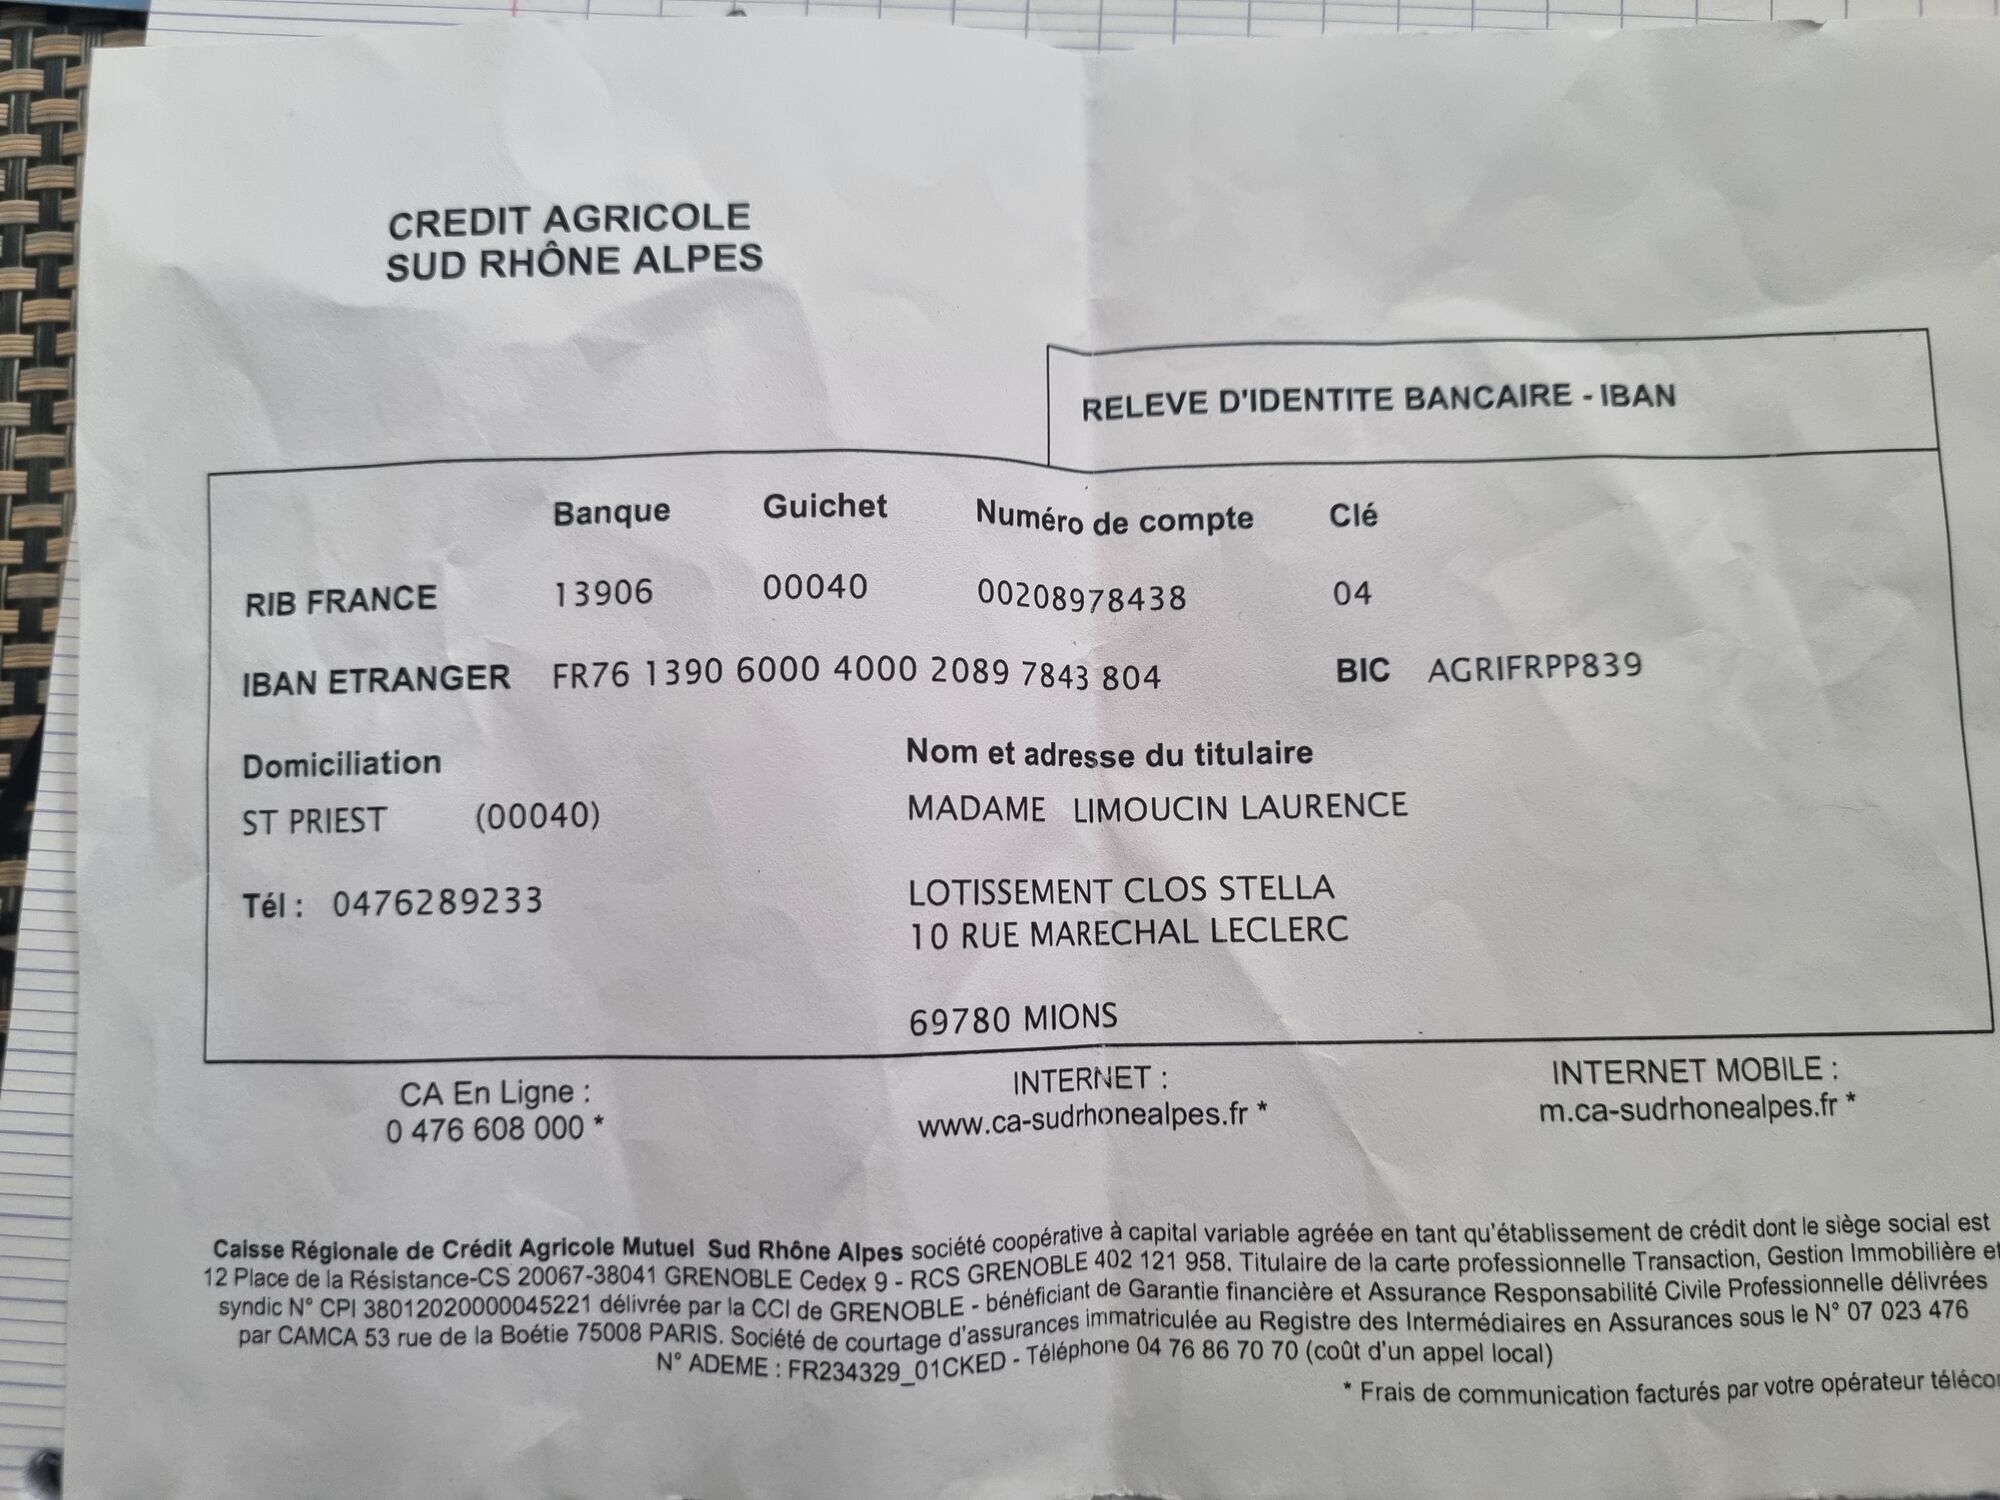 CREDIT AGRICOLE
SUD RHÔNE ALPES
RELEVE D'IDENTITE BANCAIRE - IBAN
Banque Guichet Numéro de compte Clé
RIB FRANCE 13906 00040 00208978438 04
IBAN ETRANGER FR76 1390 6000 4000 2089 7843 804 BIC AGRIFRPP839
Domiciliation
ST PRIEST (00040)
Tél : 0476289233
Nom et adresse du titulaire
MADAME LIMOUCIN LAURENCE
LOTISSEMENT CLOS STELLA
10 RUE MARECHAL LECLERC
69780 MIONS
CA En Ligne :
0 476 608 000 *
INTERNET :
www.ca-sudrhonealpes.fr *
INTERNET MOBILE :
m.ca-sudrhonealpes.fr *
Caisse Régionale de Crédit Agricole Mutuel Sud Rhône Alpes société coopérative à capital variable agréée en tant qu'établissement de crédit dont le siège social est
12 Place de la Résistance-CS 20067-38041 GRENOBLE Cedex 9 - RCS GRENOBLE 402 121 958. Titulaire de la carte professionnelle Transaction, Gestion Immobilière et
syndic N° CPI 38012020000045221 délivrée par la CCI de GRENOBLE - bénéficiant de Garantie financière et Assurance Responsabilité Civile Professionnelle délivrées
par CAMCA 53 rue de la Boétie 75008 PARIS. Société de courtage d'assurances immatriculée au Registre des Intermédiaires en Assurances sous le N° 07 023 476
N° ADEME : FR234329_01CKED - Téléphone 04 76 86 70 70 (coût d'un appel local)
* Frais de communication facturés par votre opérateur téléco